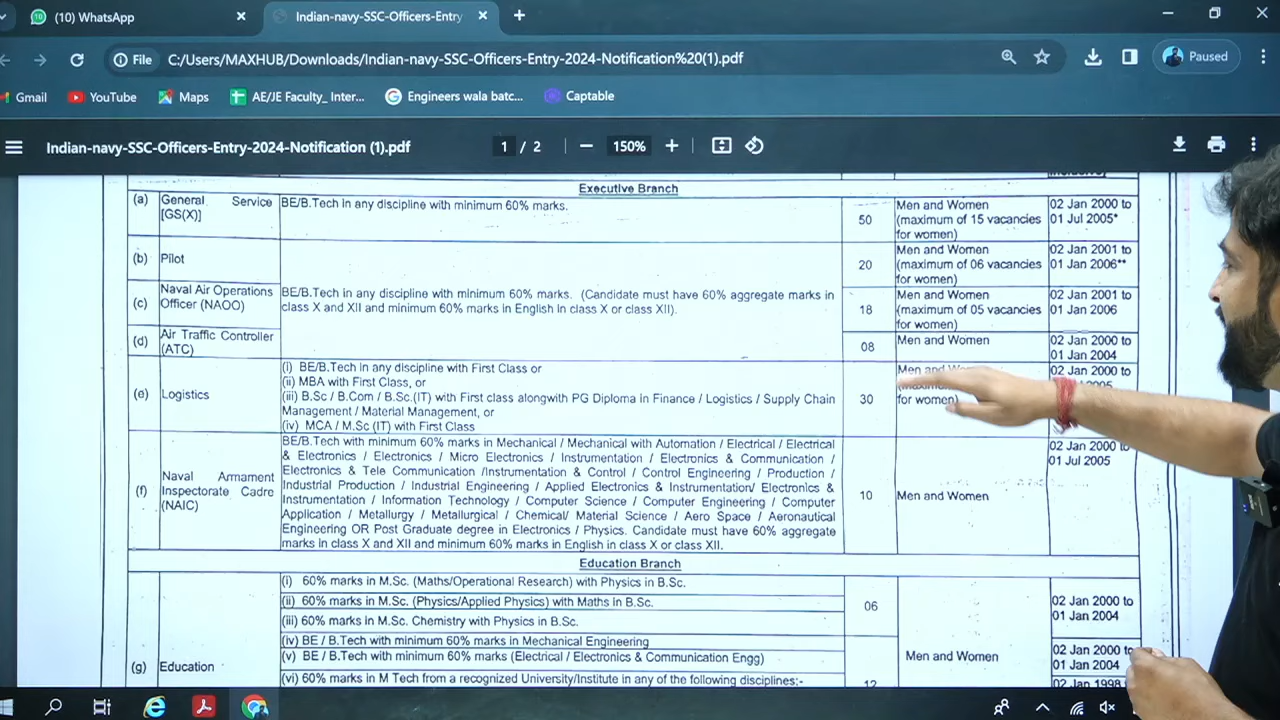 (10) WhatsApp
Indian-navy-SSC-Officers-Entry
File
C:/Users/MAXHUB/Downloads/Indian-navy-SSC-Officers-Entry-2024-Notification%20(1).pdf
Paused
Gmail
YouTube
Maps
AE/JE Faculty_ Inter...
Engineers wala batc...
Captable
Indian-navy-SSC-Officers-Entry-2024-Notification (1).pdf
1 / 2
150%
Executive Branch
(a) General Service [GS(X)]
BE/B.Tech in any discipline with minimum 60% marks.
50
Men and Women
(maximum of 15 vacancies
for women)
02 Jan 2000 to
01 Jul 2005*
(b) Pilot
20
Men and Women
(maximum of 06 vacancies
for women)
02 Jan 2001 to
01 Jan 2006**
(c) Naval Air Operations
Officer (NAOO)
BE/B.Tech in any discipline with minimum 60% marks. (Candidate must have 60% aggregate marks in
class X and XII and minimum 60% marks in English in class X or class XII).
18
Men and Women
(maximum of 05 vacancies
for women)
02 Jan 2001 to
01 Jan 2006
(d) Air Traffic Controller
(ATC)
08
Men and Women
02 Jan 2000 to
01 Jan 2004
(e) Logistics
(i) BE/B.Tech in any discipline with First Class or
(ii) MBA with First Class, or
(iii) B.Sc / B.Com / B.Sc.(IT) with First class alongwith PG Diploma in Finance / Logistics / Supply Chain
Management / Material Management, or
(iv) MCA / M.Sc (IT) with First Class
30
Men and
for women)
02 Jan 2000 to
(f) Naval Armament
Inspectorate Cadre
(NAIC)
BE/B.Tech with minimum 60% marks in Mechanical / Mechanical with Automation / Electrical / Electrical
& Electronics / Electronics / Micro Electronics / Instrumentation / Electronics & Communication /
Electronics & Tele Communication /Instrumentation & Control / Control Engineering / Production /
Industrial Production / Industrial Engineering / Applied Electronics & Instrumentation/ Electronics &
Instrumentation / Information Technology / Computer Science / Computer Engineering / Computer
Application / Metallurgy / Metallurgical / Chemical/ Material Science / Aero Space / Aeronautical
Engineering OR Post Graduate degree in Electronics / Physics. Candidate must have 60% aggregate
marks in class X and XII and minimum 60% marks in English in class X or class XII.
10
Men and Women
02 Jan 2000 to
01 Jul 2005
Education Branch
(g) Education
(i) 60% marks in M.Sc. (Maths/Operational Research) with Physics in B.Sc.
(ii) 60% marks in M.Sc. (Physics/Applied Physics) with Maths in B.Sc.
(iii) 60% marks in M.Sc. Chemistry with Physics in B.Sc.
(iv) BE / B.Tech with minimum 60% marks in Mechanical Engineering
(v) BE / B.Tech with minimum 60% marks (Electrical / Electronics & Communication Engg)
(vi) 60% marks in M Tech from a recognized University/Institute in any of the following disciplines:-
06
12
Men and Women
02 Jan 2000 to
01 Jan 2004
02 Jan 2000 to
01 Jan 2004
02 Jan 1998